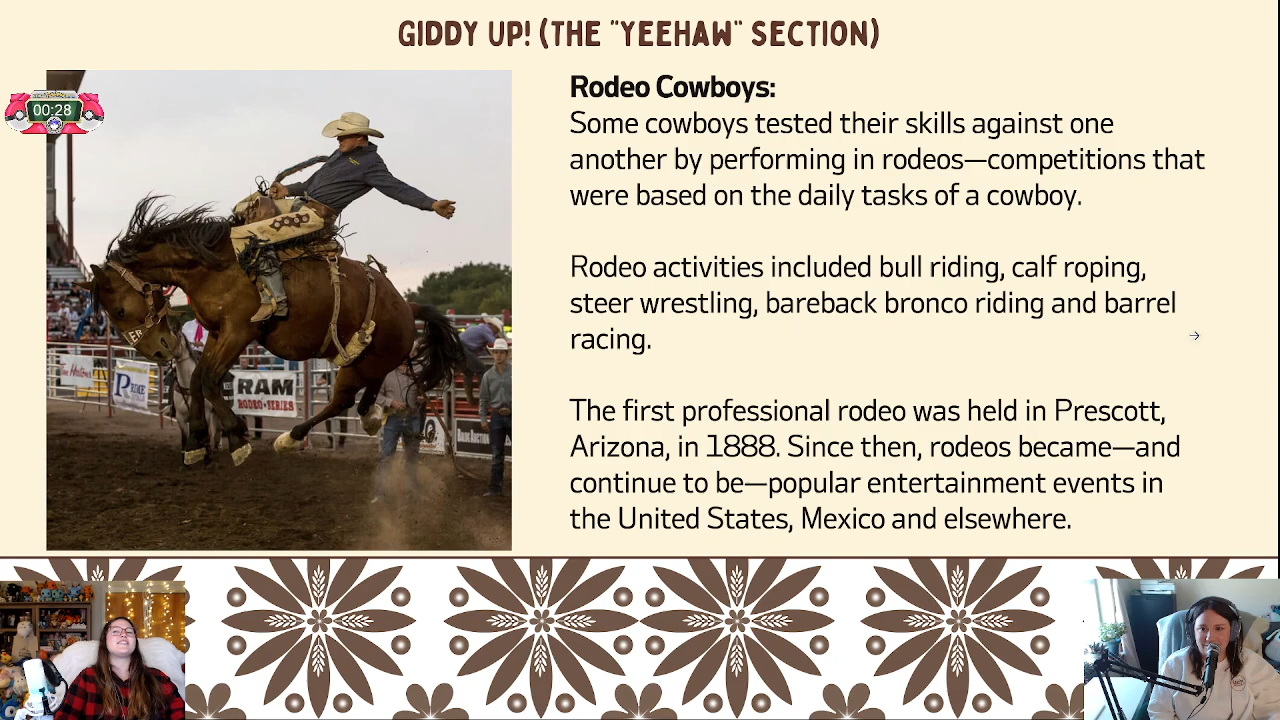 GIDDY UP! (THE "YEEHAW" SECTION)
00:28
Rodeo Cowboys:
Some cowboys tested their skills against one
another by performing in rodeos—competitions that
were based on the daily tasks of a cowboy.
Rodeo activities included bull riding, calf roping,
steer wrestling, bareback bronco riding and barrel
racing.
The first professional rodeo was held in Prescott,
Arizona, in 1888. Since then, rodeos became—and
continue to be—popular entertainment events in
the United States, Mexico and elsewhere.
Tim Hortons
PRIME
RAM
RODEO SERIES